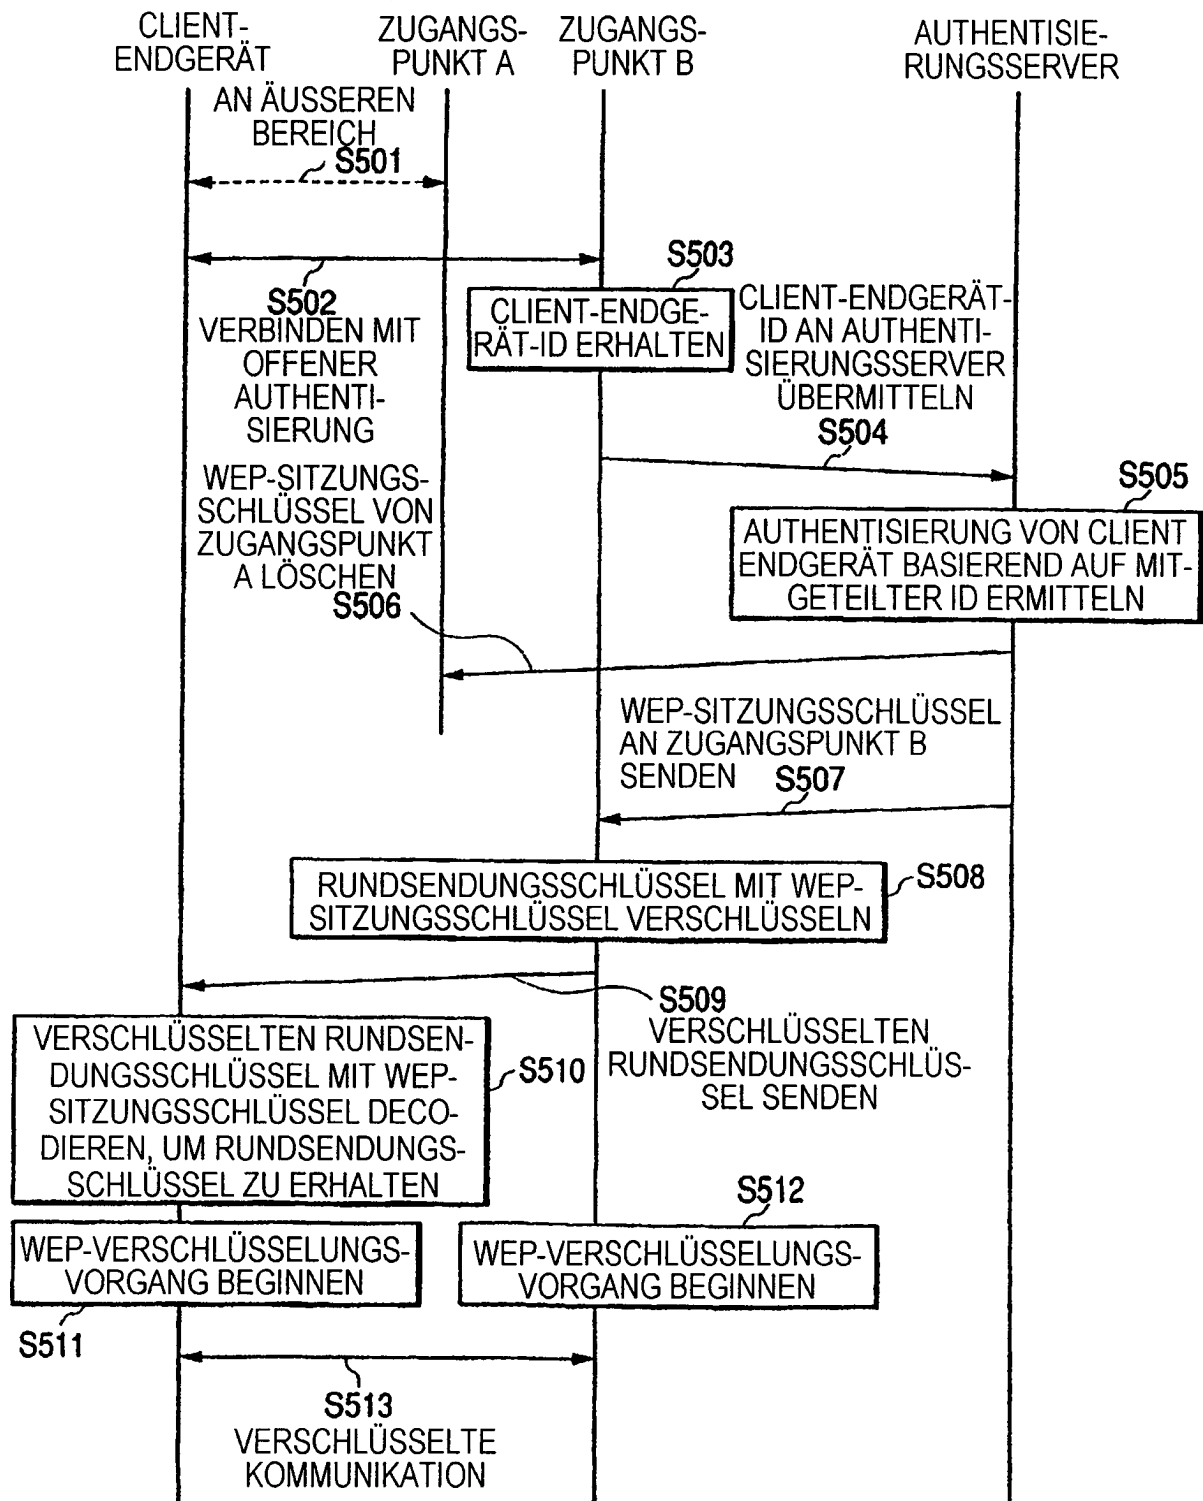 CLIENT-
ENDGERÄT
ZUGANGS-
PUNKT A
ZUGANGS-
PUNKT B
AUTHENTISIE-
RUNGSSERVER
AN ÄUSSEREN
BEREICH
S501
S502
VERBINDEN MIT
OFFENER
AUTHENTI-
SIERUNG
S503
CLIENT-ENDGE-
RÄT-ID ERHALTEN
CLIENT-ENDGERÄT-
ID AN AUTHENTI-
SIERUNGSSERVER
ÜBERMITTELN
S504
S505
AUTHENTISIERUNG VON CLIENT
ENDGERÄT BASIEREND AUF MIT-
GETEILTER ID ERMITTELN
WEP-SITZUNGS-
SCHLÜSSEL VON
ZUGANGSPUNKT
A LÖSCHEN
S506
WEP-SITZUNGSSCHLÜSSEL
AN ZUGANGSPUNKT B
SENDEN
S507
RUNDSENDUNGSSCHLÜSSEL MIT WEP-
SITZUNGSSCHLÜSSEL VERSCHLÜSSELN
S508
S509
VERSCHLÜSSELTEN
RUNDSENDUNGSSCHLÜS-
SEL SENDEN
VERSCHLÜSSELTEN RUNDSEN-
DUNGSSCHLÜSSEL MIT WEP-
SITZUNGSSCHLÜSSEL DECO-
DIEREN, UM RUNDSENDUNGS-
SCHLÜSSEL ZU ERHALTEN
S510
WEP-VERSCHLÜSSELUNGS-
VORGANG BEGINNEN
S511
S512
WEP-VERSCHLÜSSELUNGS-
VORGANG BEGINNEN
S513
VERSCHLÜSSELTE
KOMMUNIKATION